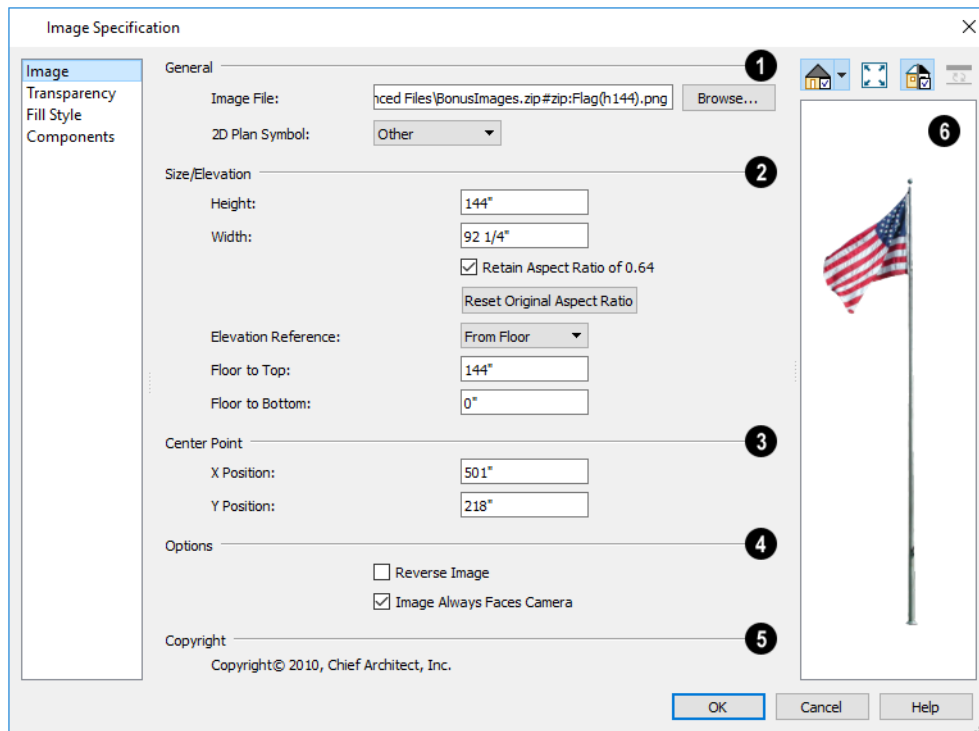 Image Specification
Image
Transparency
Fill Style
Components
General
1
Image File:
nced Files\BonusImages.zip#zip:Flag(h144).png
Browse...
2D Plan Symbol:
Other
Size/Elevation
2
Height:
144"
Width:
92 1/4"
Retain Aspect Ratio of 0.64
Reset Original Aspect Ratio
Elevation Reference:
From Floor
Floor to Top:
144"
Floor to Bottom:
0"
Center Point
3
X Position:
501"
Y Position:
218"
Options
4
Reverse Image
Image Always Faces Camera
Copyright
5
Copyright© 2010, Chief Architect, Inc.
6
OK
Cancel
Help